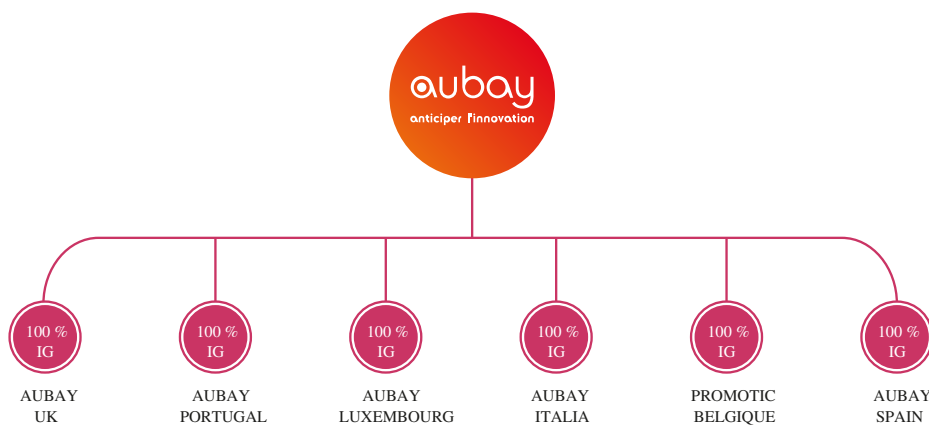 aubay
anticiper l'innovation
100 %
IG
100 %
IG
100 %
IG
100 %
IG
100 %
IG
100 %
IG
AUBAY
UK
AUBAY
PORTUGAL
AUBAY
LUXEMBOURG
AUBAY
ITALIA
PROMOTIC
BELGIQUE
AUBAY
SPAIN